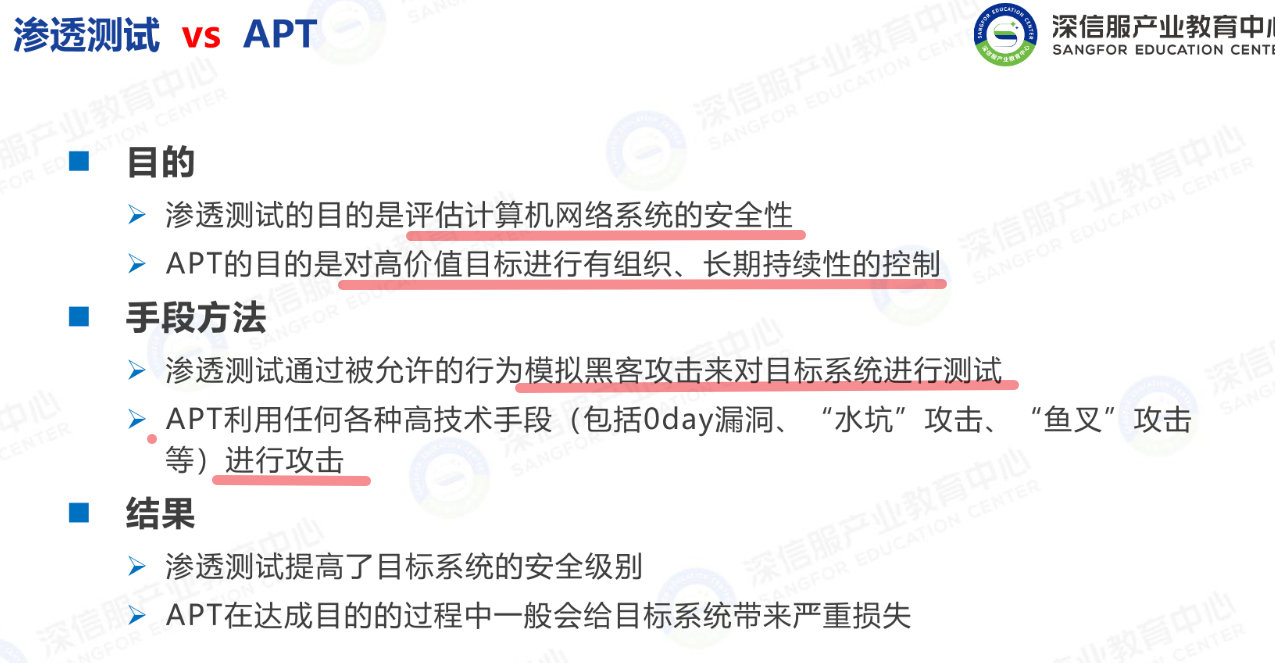 渗透测试 vs APT
深信服产业教育中
SANGFOR EDUCATION CENT
目的
渗透测试的目的是评估计算机网络系统的安全性
APT的目的是对高价值目标进行有组织、长期持续性的控制
手段方法
渗透测试通过被允许的行为模拟黑客攻击来对目标系统进行测试
APT利用任何各种高技术手段（包括0day漏洞、“水坑”攻击、“鱼叉”攻击
等）进行攻击
结果
渗透测试提高了目标系统的安全级别
APT在达成目的的过程中一般会给目标系统带来严重损失